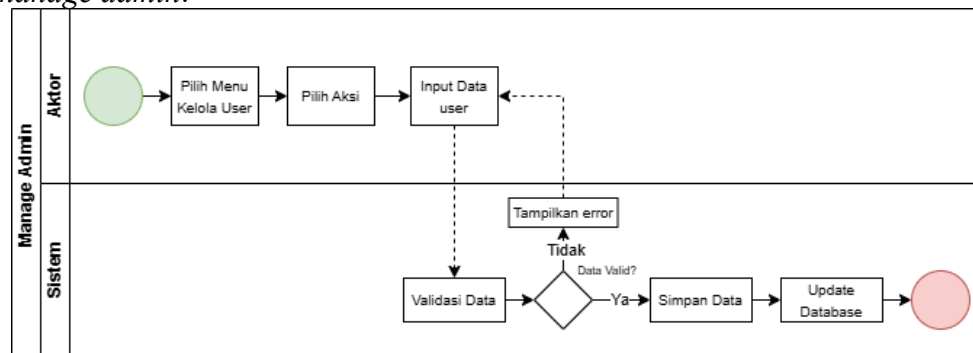 manage admin.
Manage Admin
Aktor
Pilih Menu
Kelola User
Pilih Aksi
Input Data
user
Sistem
Tampilkan error
Tidak
Data Valid?
Validasi Data
Ya
Simpan Data
Update
Database